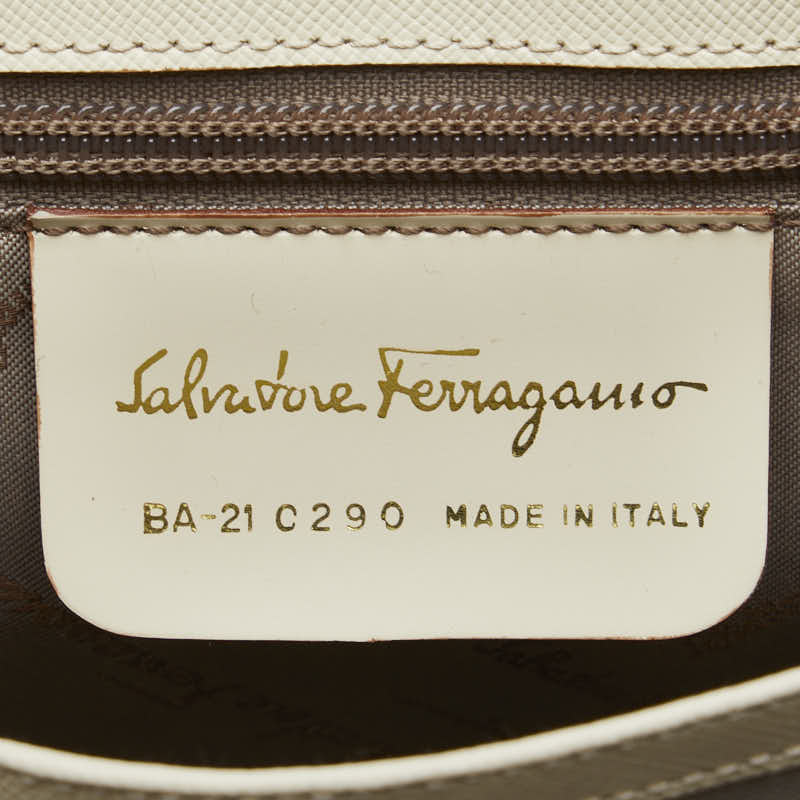 Salvatore Ferragamo
BA-21 C290 MADE IN ITALY